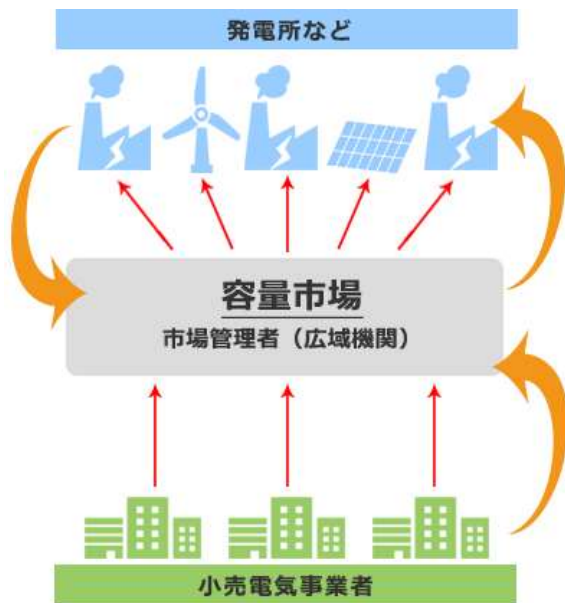 発電所など
容量市場
市場管理者（広域機関）
小売電気事業者